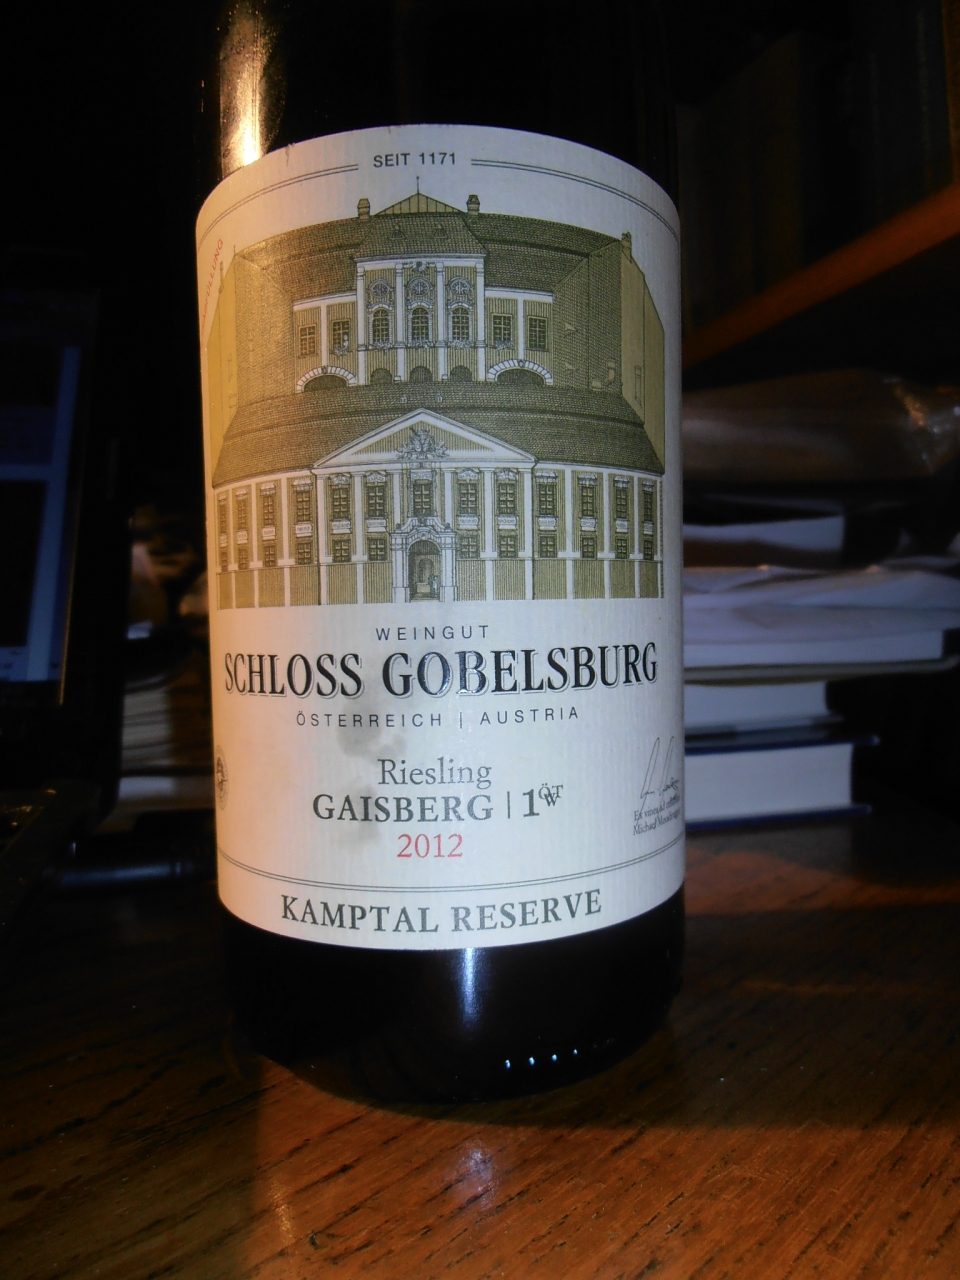 SEIT 1171
WEINGUT
SCHLOSS GOBELSBURG
ÖSTERREICH | AUSTRIA
Riesling
GAISBERG | 1ÖTW
2012
KAMPTAL RESERVE